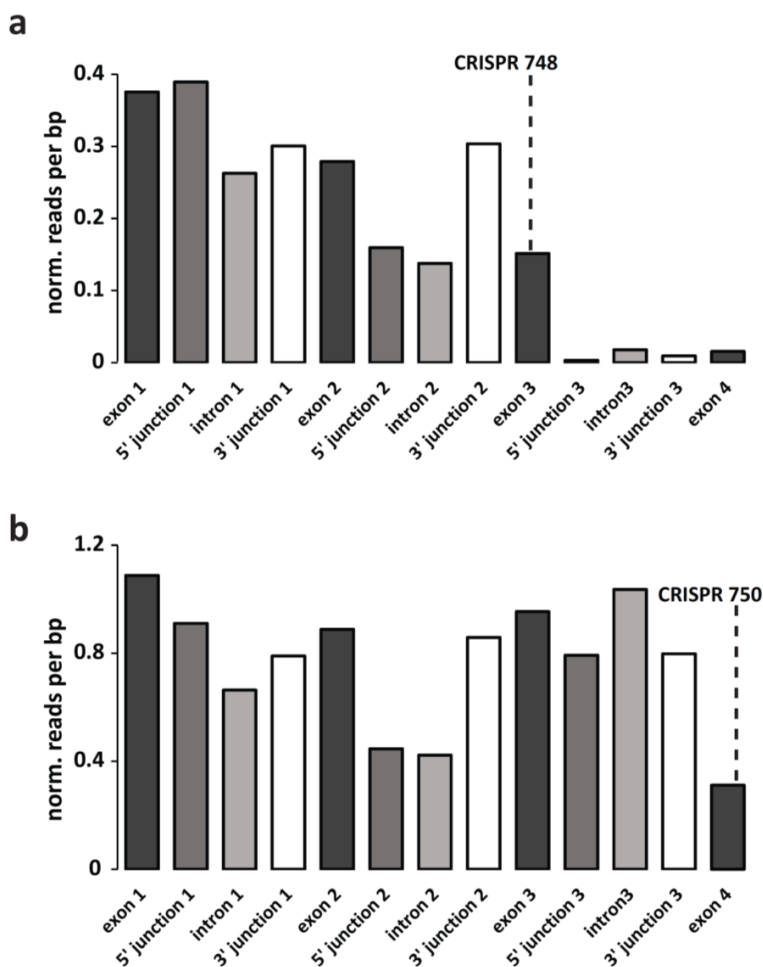 a
CRISPR 748
norm. reads per bp
0.4
0.3
0.2
0.1
0
exon 1
5' junction 1
intron 1
3' junction 1
exon 2
5' junction 2
intron 2
3' junction 2
exon 3
5' junction 3
intron3
3' junction 3
exon 4
b
CRISPR 750
norm. reads per bp
1.2
0.8
0.4
0
exon 1
5' junction 1
intron 1
3' junction 1
exon 2
5' junction 2
intron 2
3' junction 2
exon 3
5' junction 3
intron3
3' junction 3
exon 4